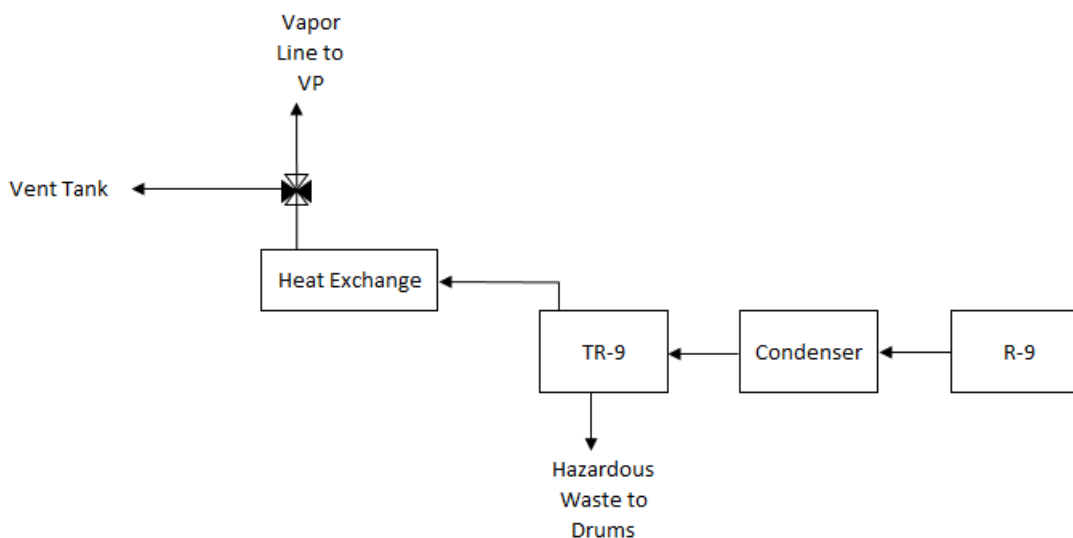 Vapor
Line to
VP
Vent Tank
Heat Exchange
TR-9
Condenser
R-9
Hazardous
Waste to
Drums